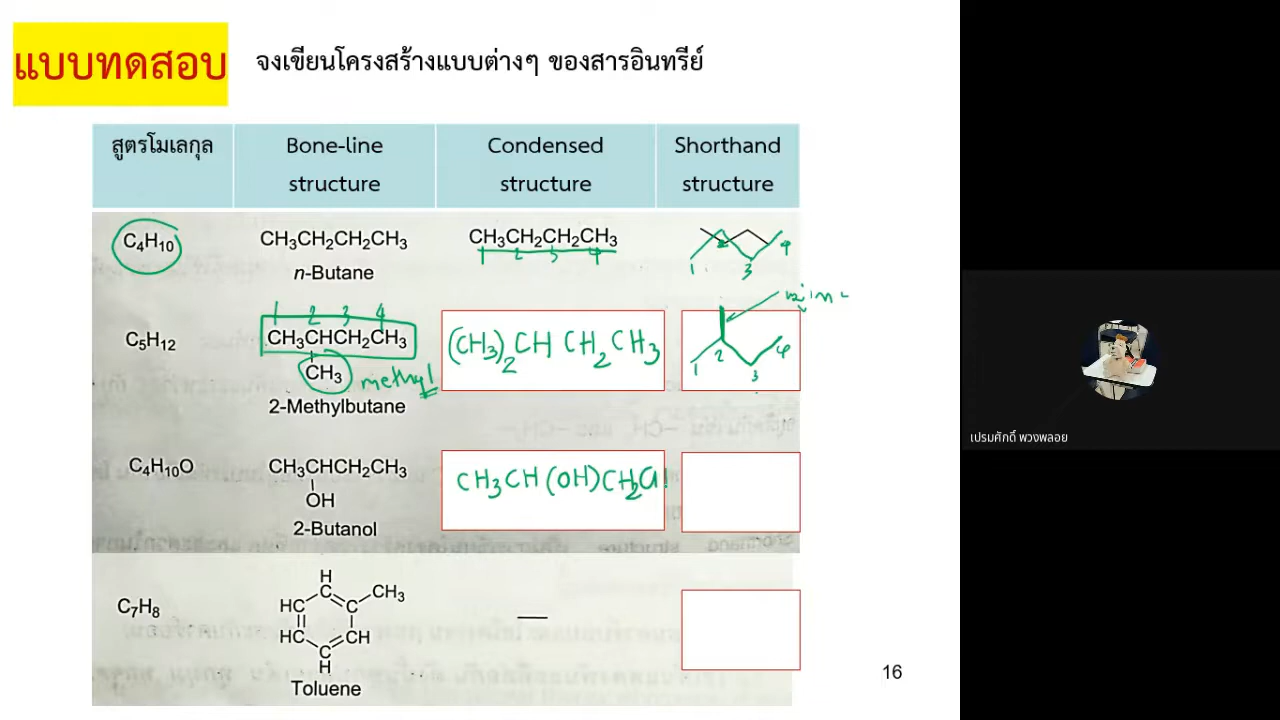 แบบทดสอบ
จงเขียนโครงสร้างแบบต่างๆ ของสารอินทรีย์
สูตรโมเลกุล
Bone-line
structure
Condensed
structure
Shorthand
structure
C₄H₁₀
CH₃CH₂CH₂CH₃
n-Butane
CH₃CH₂CH₂CH₃
1 2 3 4
1 2 3 4
C₅H₁₂
1 2 3 4
CH₃CHCH₂CH₃
CH₃ methyl
2-Methylbutane
(CH₃)₂CH CH₂CH₃
1 2 3 4
C₄H₁₀O
CH₃CHCH₂CH₃
OH
2-Butanol
CH₃CH(OH)CH₂
C₇H₈
H
HC C C CH₃
HC C CH
H
Toluene
—
16
เปรมศักดิ์ พวงพลอย